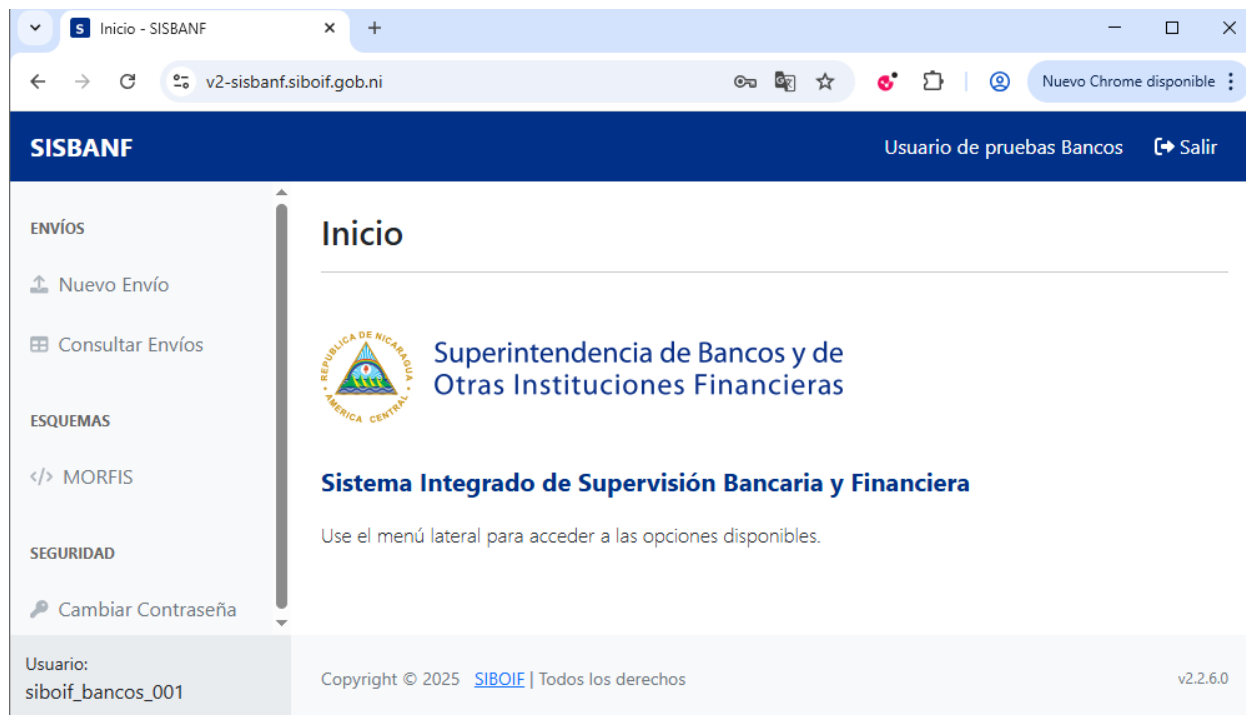 S Inicio - SISBANF
v2-sisbanf.siboif.gob.ni
Nuevo Chrome disponible
SISBANF
Usuario de pruebas Bancos
Salir
ENVÍOS
Nuevo Envío
Consultar Envíos
ESQUEMAS
</> MORFIS
SEGURIDAD
Cambiar Contraseña
Usuario:
siboif_bancos_001
Inicio
REPUBLICA DE NICARAGUA
AMERICA CENTRAL
Superintendencia de Bancos y de
Otras Instituciones Financieras
Sistema Integrado de Supervisión Bancaria y Financiera
Use el menú lateral para acceder a las opciones disponibles.
Copyright © 2025 SIBOIF | Todos los derechos
v2.2.6.0